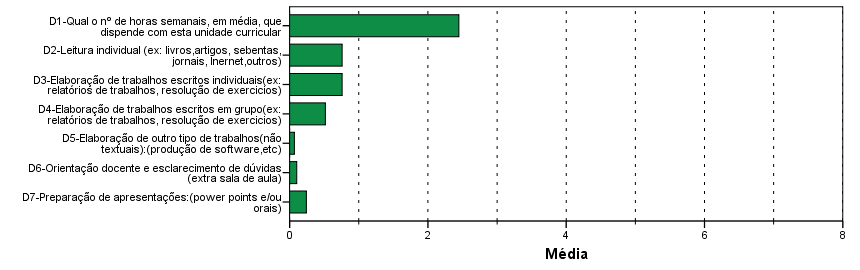 D1-Qual o nº de horas semanais, em média, que
dispende com esta unidade curricular
D2-Leitura individual (ex: livros,artigos, sebentas,
jornais, Inernet,outros)
D3-Elaboração de trabalhos escritos individuais(ex:
relatórios de trabalhos, resolução de exercicios)
D4-Elaboração de trabalhos escritos em grupo(ex:
relatórios de trabalhos, resolução de exercicios)
D5-Elaboração de outro tipo de trabalhos(não
textuais):(produção de software,etc)
D6-Orientação docente e esclarecimento de dúvidas
(extra sala de aula)
D7-Preparação de apresentações:(power points e/ou
orais)
0 2 4 6 8
Média